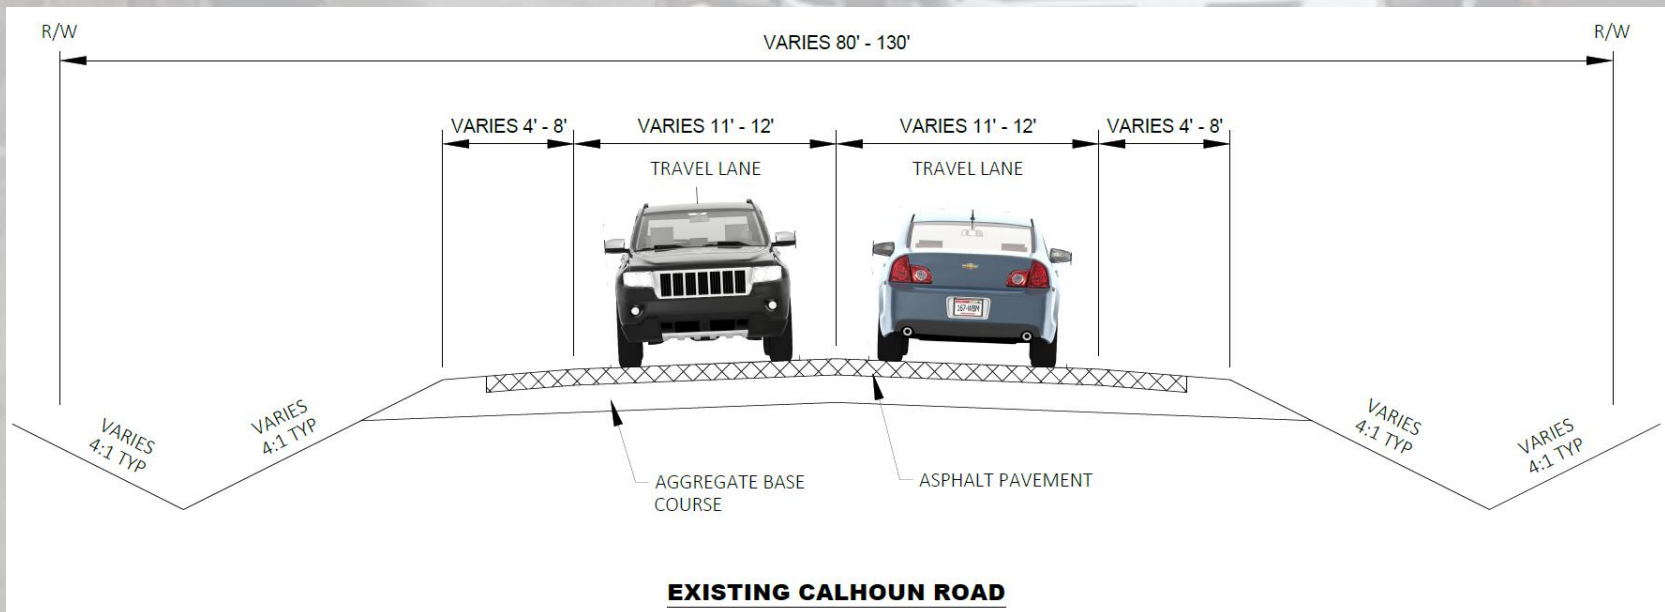 R/W
R/W
VARIES 80' - 130'
VARIES 4' - 8'
VARIES 11' - 12'
VARIES 11' - 12'
VARIES 4' - 8'
TRAVEL LANE
TRAVEL LANE
167-WBM
VARIES
4:1 TYP
VARIES
4:1 TYP
VARIES
4:1 TYP
VARIES
4:1 TYP
AGGREGATE BASE
COURSE
ASPHALT PAVEMENT
EXISTING CALHOUN ROAD